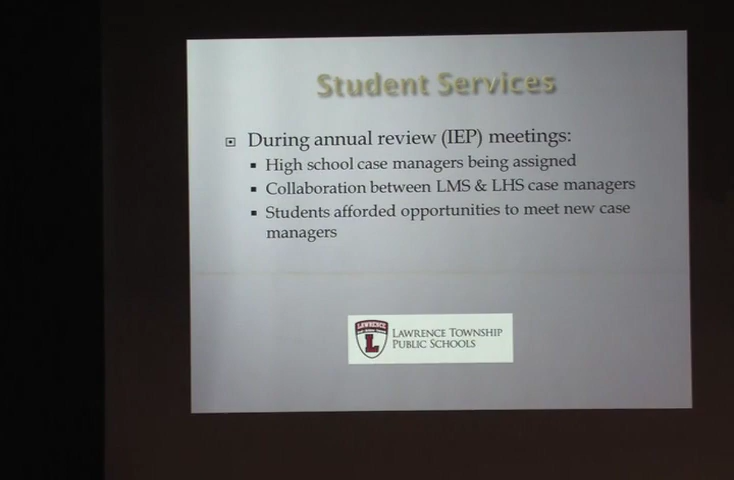 Student Services
During annual review (IEP) meetings:
High school case managers being assigned
Collaboration between LMS & LHS case managers
Students afforded opportunities to meet new case
managers
LAWRENCE
L
LAWRENCE TOWNSHIP
PUBLIC SCHOOLS